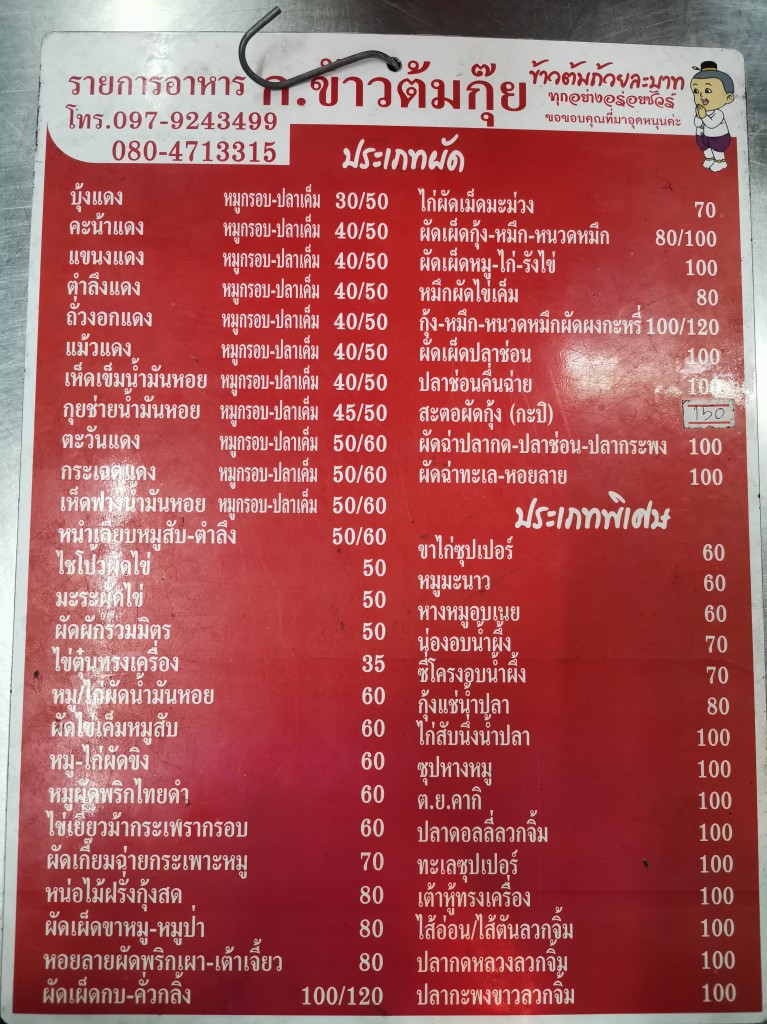 รายการอาหาร ก.ข้าวต้มกุ๊ย
โทร.097-9243499
080-4713315
ข้าวต้มถ้วยละบาท
ทุกอย่างอร่อยชัวร์
ขอขอบคุณที่มาอุดหนุนค่ะ
ประเภทผัด
บุ้งแดง หมูกรอบ-ปลาเค็ม 30/50
คะน้าแดง หมูกรอบ-ปลาเค็ม 40/50
แขนงแดง หมูกรอบ-ปลาเค็ม 40/50
ตำลึงแดง หมูกรอบ-ปลาเค็ม 40/50
ถั่วงอกแดง หมูกรอบ-ปลาเค็ม 40/50
แม้วแดง หมูกรอบ-ปลาเค็ม 40/50
เห็ดเข็มน้ำมันหอย หมูกรอบ-ปลาเค็ม 40/50
กุยช่ายน้ำมันหอย หมูกรอบ-ปลาเค็ม 45/50
ตะวันแดง หมูกรอบ-ปลาเค็ม 50/60
กระเฉดแดง หมูกรอบ-ปลาเค็ม 50/60
เห็ดฟางน้ำมันหอย หมูกรอบ-ปลาเค็ม 50/60
หนำเลียบหมูสับ-ตำลึง 50/60
ไชโป้วผัดไข่ 50
มะระผัดไข่ 50
ผัดผักรวมมิตร 50
ไข่ตุ๋นทรงเครื่อง 35
หมู/ไก่ผัดน้ำมันหอย 60
ผัดไข่เค็มหมูสับ 60
หมู-ไก่ผัดขิง 60
หมูผัดพริกไทยดำ 60
ไข่เยี่ยวม้ากระเพรากรอบ 60
ผัดเกี๊ยมฉ่ายกระเพาะหมู 70
หน่อไม้ฝรั่งกุ้งสด 80
ผัดเผ็ดขาหมู-หมูป่า 80
หอยลายผัดพริกเผา-เต้าเจี้ยว 80
ผัดเผ็ดกบ-คั่วกลิ้ง 100/120
ไก่ผัดเม็ดมะม่วง 70
ผัดเผ็ดกุ้ง-หมึก-หนวดหมึก 80/100
ผัดเผ็ดหมู-ไก่-รังไข่ 100
หมึกผัดไข่เค็ม 80
กุ้ง-หมึก-หนวดหมึกผัดผงกะหรี่ 100/120
ผัดเผ็ดปลาช่อน 100
ปลาช่อนคื่นฉ่าย 100
สะตอผัดกุ้ง (กะปิ) 150
ผัดฉ่าปลากด-ปลาช่อน-ปลากระพง 100
ผัดฉ่าทะเล-หอยลาย 100
ประเภทพิเศษ
ขาไก่ซุปเปอร์ 60
หมูมะนาว 60
หางหมูอบเนย 60
น่องอบน้ำผึ้ง 70
ซี่โครงอบน้ำผึ้ง 70
กุ้งแช่น้ำปลา 80
ไก่สับนึ่งน้ำปลา 100
ซุปหางหมู 100
ต.ย.คากิ 100
ปลาดอลลี่ลวกจิ้ม 100
ทะเลซุปเปอร์ 100
เต้าหู้ทรงเครื่อง 100
ไส้อ่อน/ไส้ตันลวกจิ้ม 100
ปลากดหลวงลวกจิ้ม 100
ปลากะพงขาวลวกจิ้ม 100